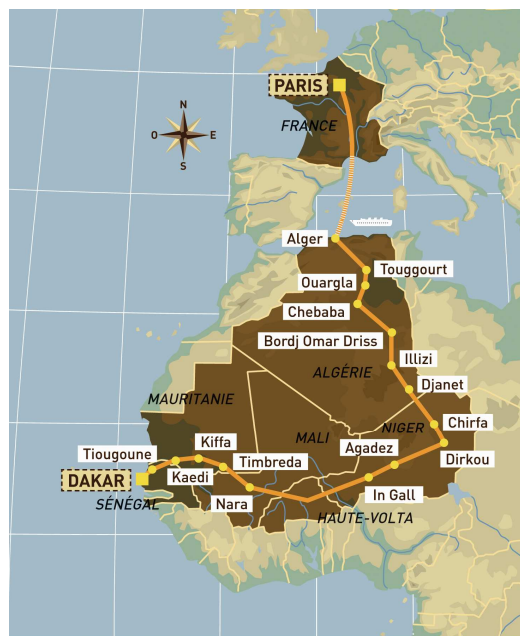 PARIS
FRANCE
N
O
E
S
Alger
Touggourt
Ouargla
Chebaba
Bordj Omar Driss
Illizi
ALGÉRIE
Djanet
MAURITANIE
Chirfa
NIGER
MALI
Kiffa
Agadez
Tiougoune
Timbreda
Dirkou
DAKAR
Kaedi
In Gall
Nara
SÉNÉGAL
HAUTE-VOLTA